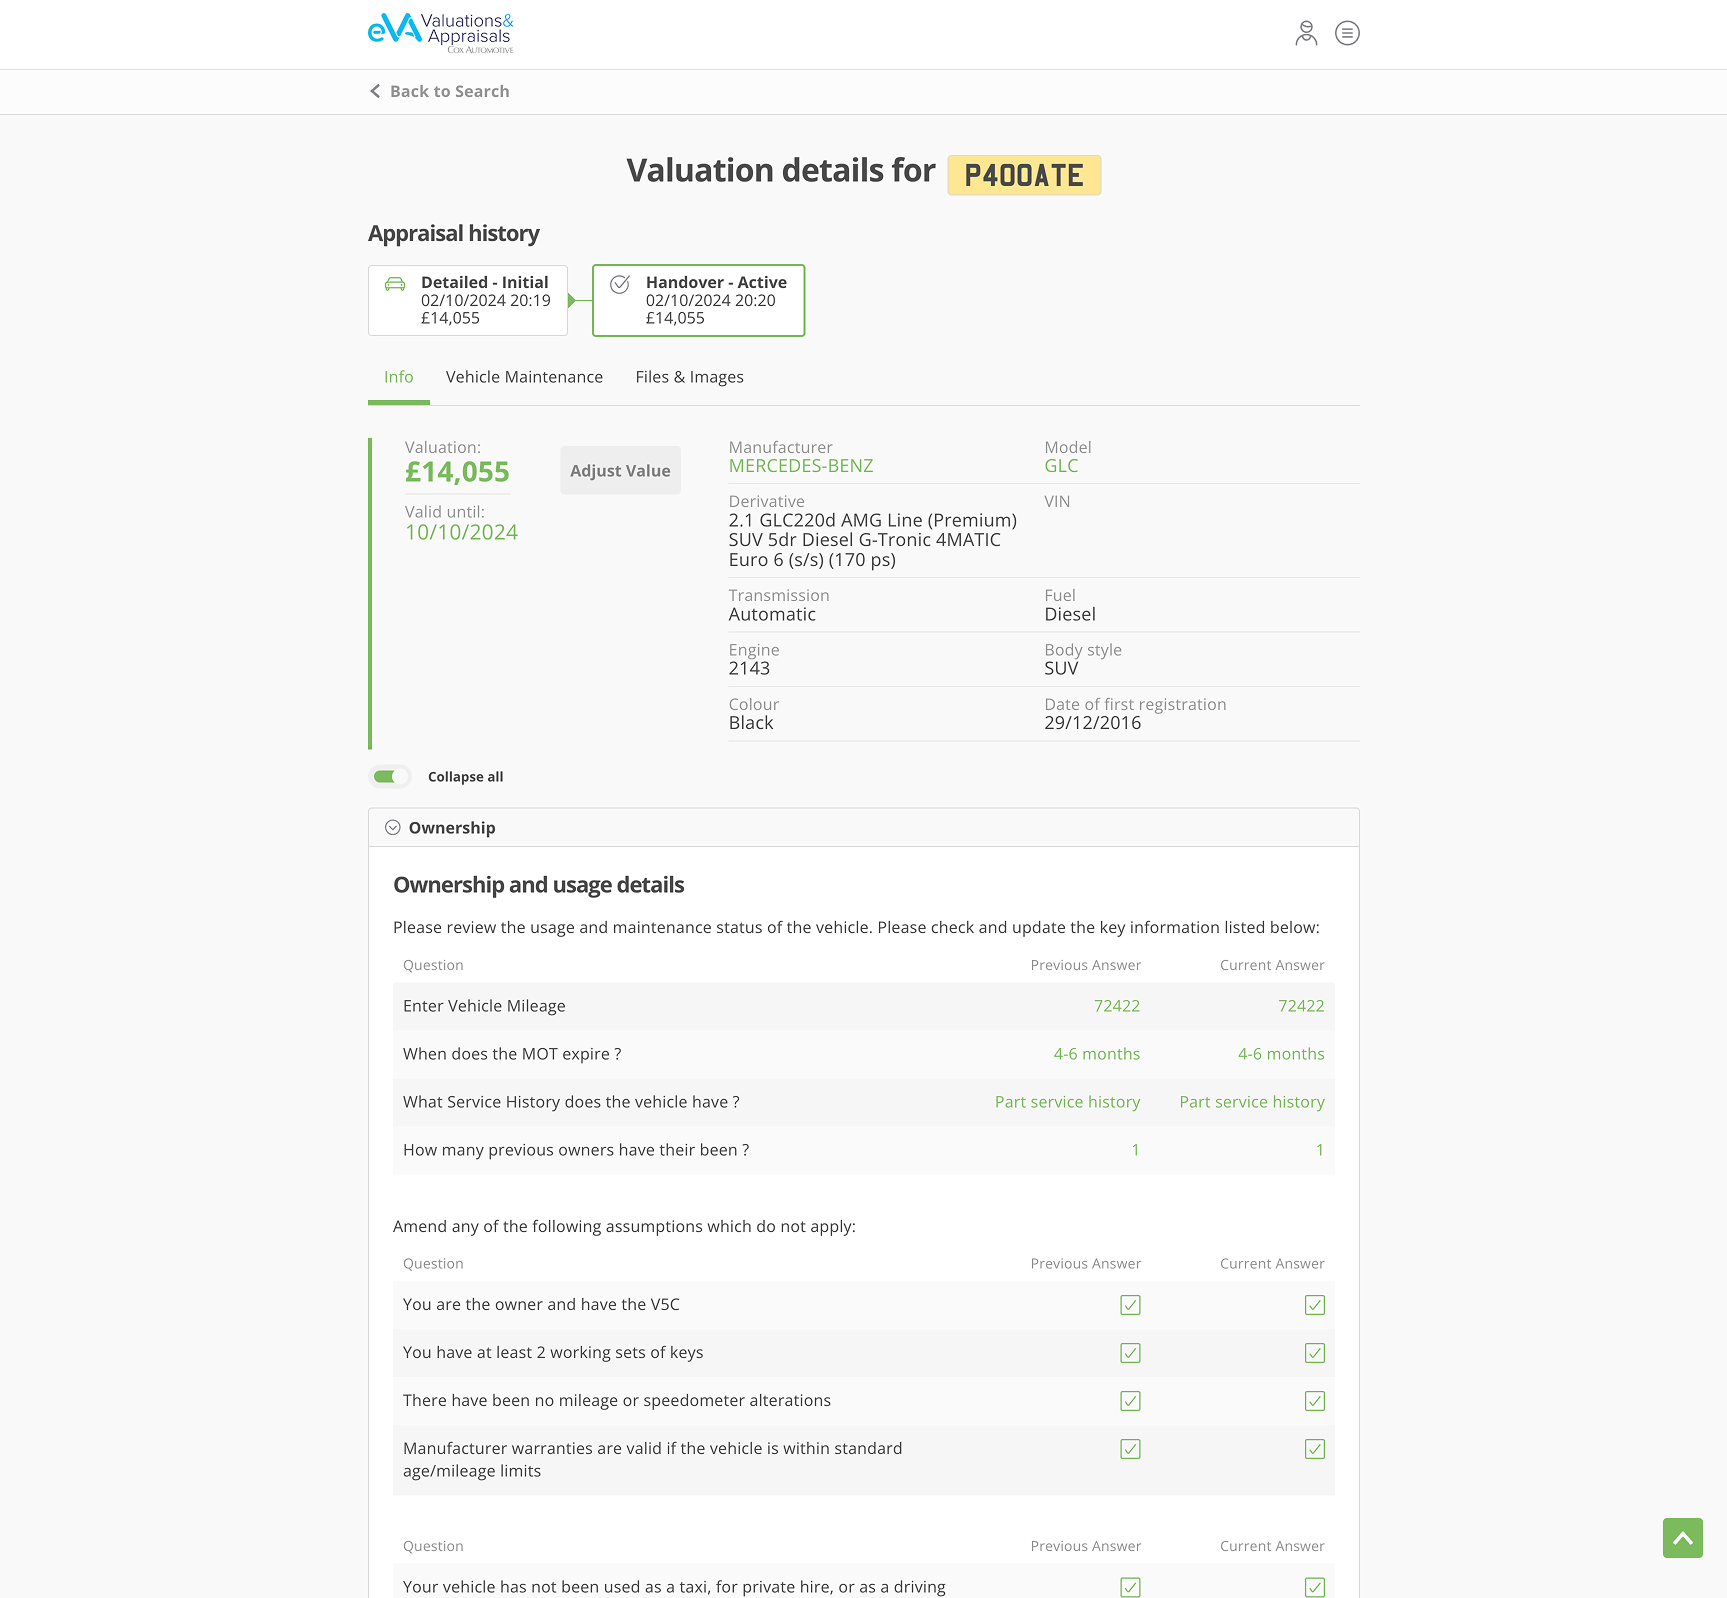 eVA Valuations&
Appraisals
COX AUTOMOTIVE
Back to Search
Valuation details for P400ATE
Appraisal history
Detailed - Initial
02/10/2024 20:19
£14,055
Handover - Active
02/10/2024 20:20
£14,055
Info Vehicle Maintenance Files & Images
Valuation:
£14,055
Adjust Value
Valid until:
10/10/2024
Manufacturer Model
MERCEDES-BENZ GLC
Derivative VIN
2.1 GLC220d AMG Line (Premium)
SUV 5dr Diesel G-Tronic 4MATIC
Euro 6 (s/s) (170 ps)
Transmission Fuel
Automatic Diesel
Engine Body style
2143 SUV
Colour Date of first registration
Black 29/12/2016
Collapse all
Ownership
Ownership and usage details
Please review the usage and maintenance status of the vehicle. Please check and update the key information listed below:
Question Previous Answer Current Answer
Enter Vehicle Mileage 72422 72422
When does the MOT expire ? 4-6 months 4-6 months
What Service History does the vehicle have ? Part service history Part service history
How many previous owners have their been ? 1 1
Amend any of the following assumptions which do not apply:
Question Previous Answer Current Answer
You are the owner and have the V5C
You have at least 2 working sets of keys
There have been no mileage or speedometer alterations
Manufacturer warranties are valid if the vehicle is within standard
age/mileage limits
Question Previous Answer Current Answer
Your vehicle has not been used as a taxi, for private hire, or as a driving